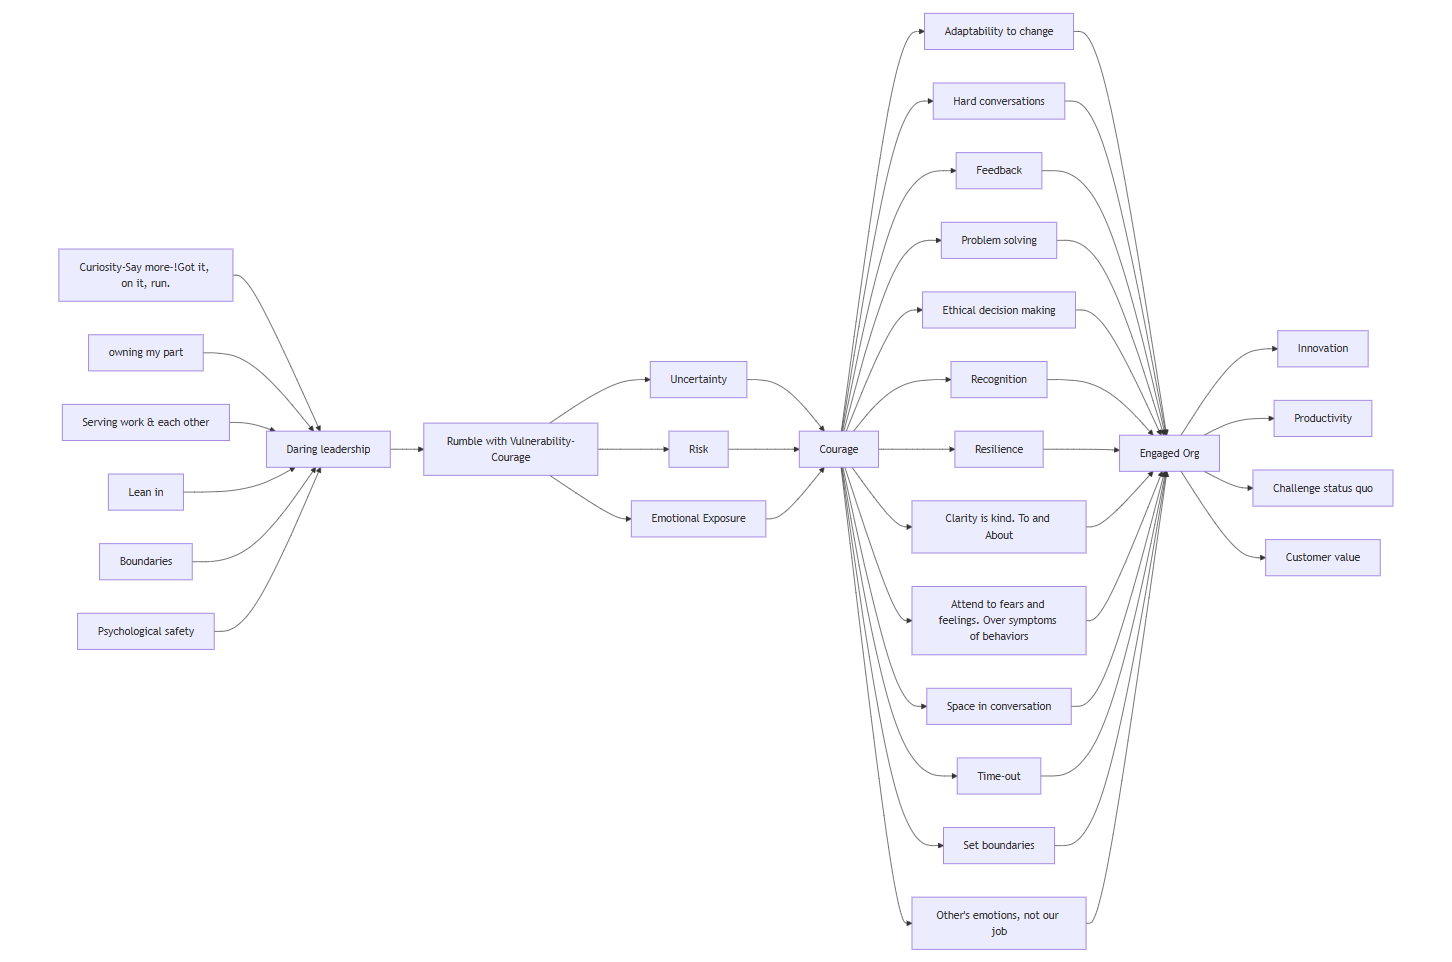 Curiosity-Say more-!Got it,
on it, run.
owning my part
Serving work & each other
Lean in
Boundaries
Psychological safety
Daring leadership
Rumble with Vulnerability-
Courage
Uncertainty
Risk
Emotional Exposure
Courage
Adaptability to change
Hard conversations
Feedback
Problem solving
Ethical decision making
Recognition
Resilience
Clarity is kind. To and
About
Attend to fears and
feelings. Over symptoms
of behaviors
Space in conversation
Time-out
Set boundaries
Other's emotions, not our
job
Engaged Org
Innovation
Productivity
Challenge status quo
Customer value